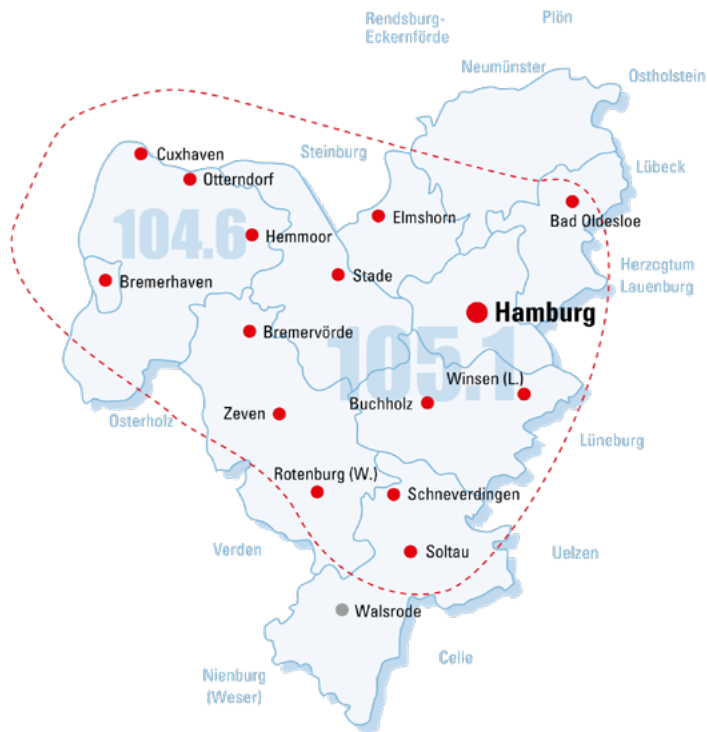 Rendsburg-
Eckernförde
Plön
Neumünster
Ostholstein
Cuxhaven
Steinburg
Otterndorf
Lübeck
Elmshorn
Bad Oldesloe
104.6
Hemmoor
Herzogtum
Lauenburg
Bremerhaven
Stade
Hamburg
Bremervörde
105.1
Winsen (L.)
Buchholz
Osterholz
Zeven
Lüneburg
Rotenburg (W.)
Schneverdingen
Verden
Soltau
Uelzen
Walsrode
Celle
Nienburg
(Weser)